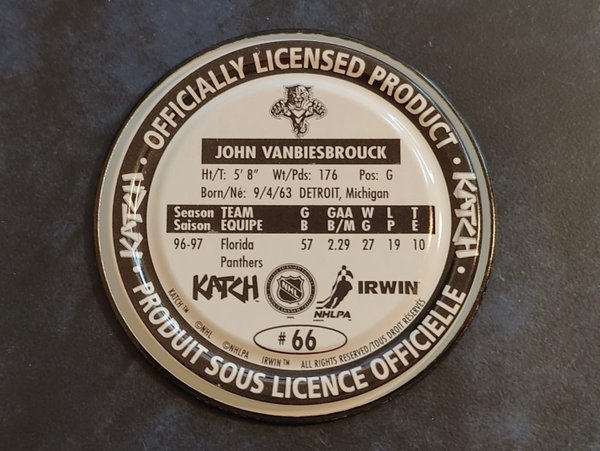 OFFICIALLY LICENSED PRODUCT
KATCH
KATCH
JOHN VANBIESBROUCK
Ht/T: 5' 8" Wt/Pds: 176 Pos: G
Born/Né: 9/4/63 DETROIT, Michigan
Season TEAM G GAA W L T
Saison EQUIPE B B/M G P E
96-97 Florida 57 2.29 27 19 10
Panthers
KATCH NHL NHLPA IRWIN
#66
KATCH™ ©NHL ©NHLPA IRWIN™ ALL RIGHTS RESERVED/TOUS DROIT RÉSERVÉS
PRODUIT SOUS LICENCE OFFICIELLE